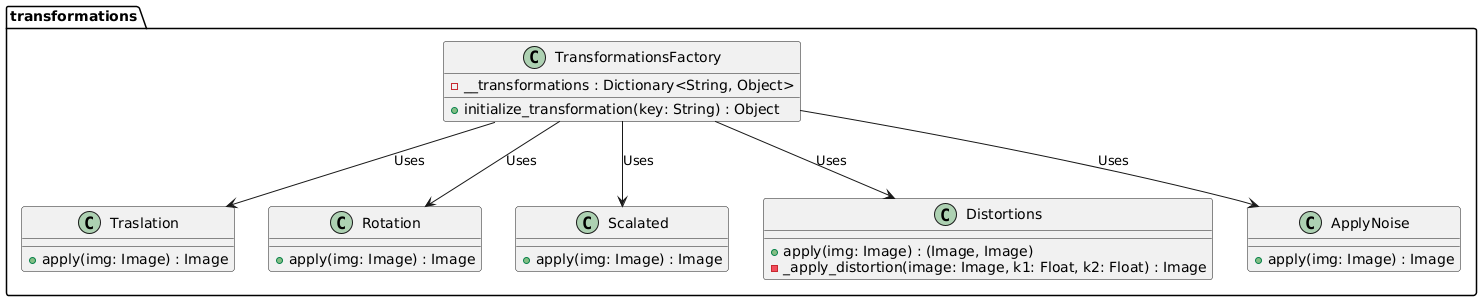 transformations
C TransformationsFactory
__transformations : Dictionary<String, Object>
initialize_transformation(key: String) : Object
Uses Uses Uses Uses Uses
C Traslation
apply(img: Image) : Image
C Rotation
apply(img: Image) : Image
C Scalated
apply(img: Image) : Image
C Distortions
apply(img: Image) : (Image, Image)
_apply_distortion(image: Image, k1: Float, k2: Float) : Image
C ApplyNoise
apply(img: Image) : Image